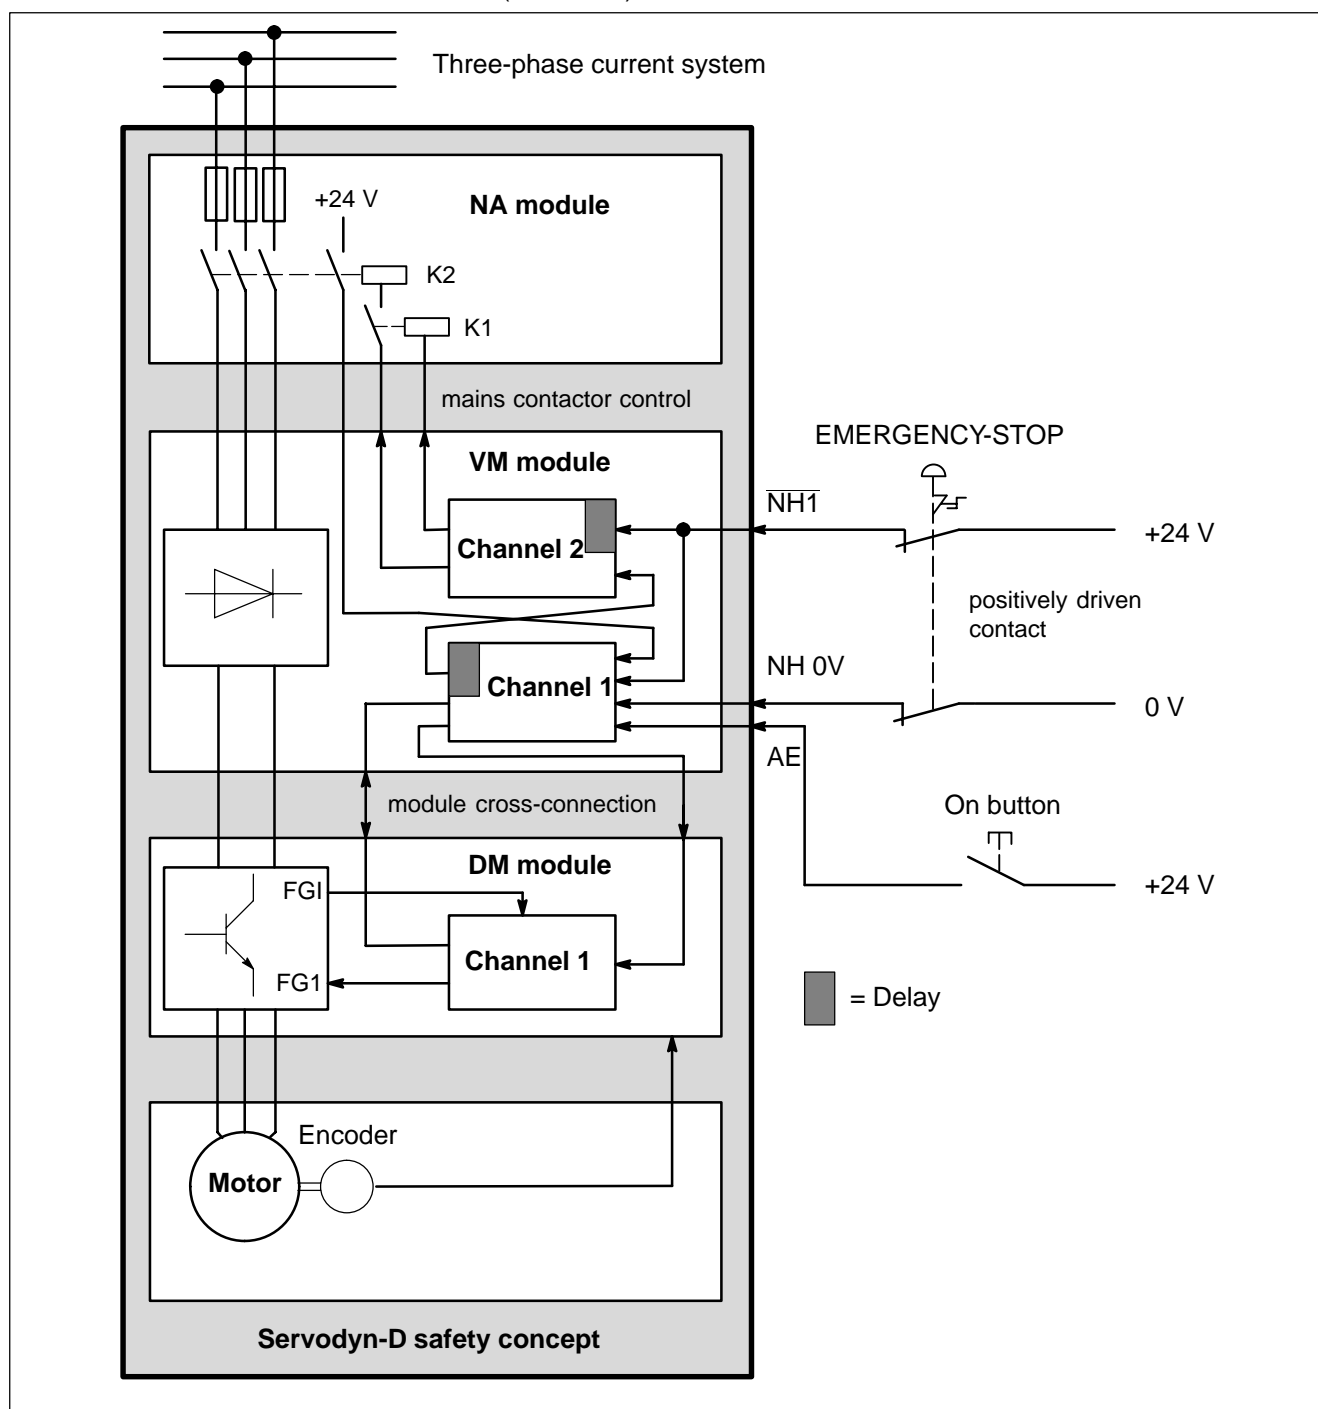 Three-phase current system
+24 V
NA module
K2
K1
mains contactor control
EMERGENCY-STOP
VM module
NH1
Channel 2
+24 V
positively driven
contact
NH 0V
Channel 1
0 V
AE
module cross-connection
On button
DM module
FGI
+24 V
Channel 1
FG1
= Delay
Encoder
Motor
Servodyn-D safety concept